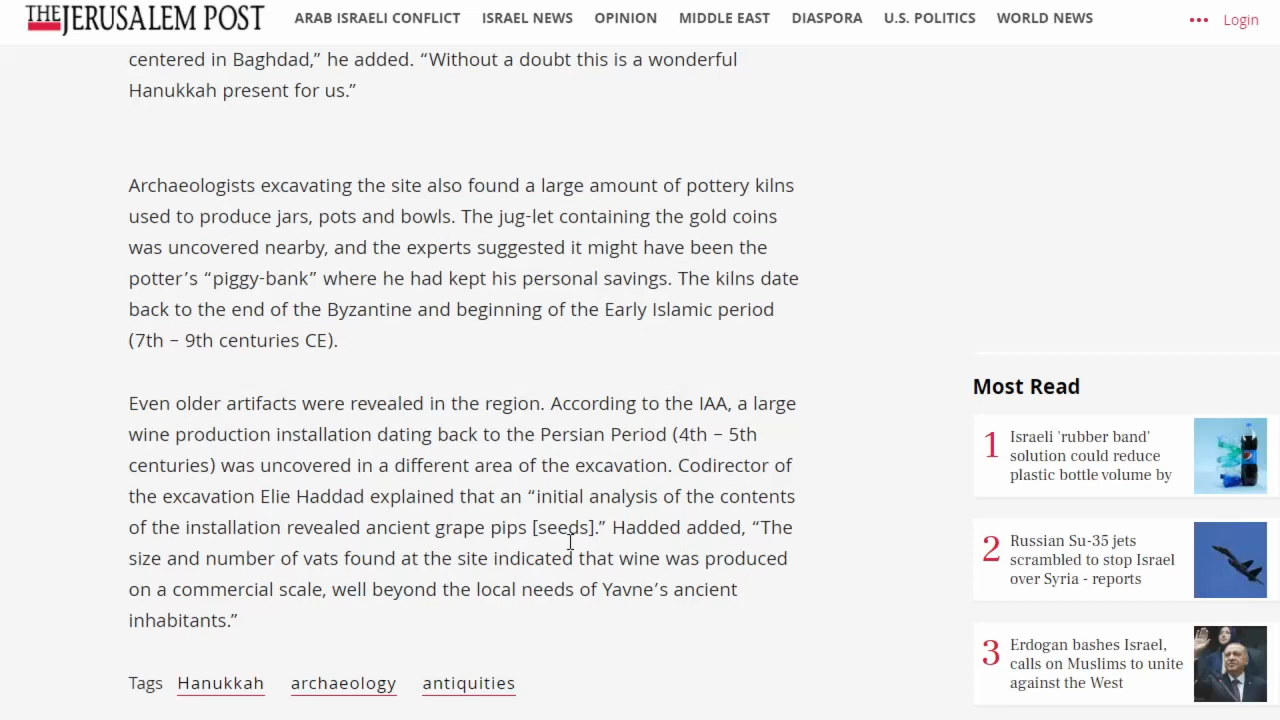 THE JERUSALEM POST
ARAB ISRAELI CONFLICT ISRAEL NEWS OPINION MIDDLE EAST DIASPORA U.S. POLITICS WORLD NEWS ••• Login
centered in Baghdad,” he added. “Without a doubt this is a wonderful
Hanukkah present for us.”
Archaeologists excavating the site also found a large amount of pottery kilns
used to produce jars, pots and bowls. The jug-let containing the gold coins
was uncovered nearby, and the experts suggested it might have been the
potter’s “piggy-bank” where he had kept his personal savings. The kilns date
back to the end of the Byzantine and beginning of the Early Islamic period
(7th – 9th centuries CE).
Even older artifacts were revealed in the region. According to the IAA, a large
wine production installation dating back to the Persian Period (4th – 5th
centuries) was uncovered in a different area of the excavation. Codirector of
the excavation Elie Haddad explained that an “initial analysis of the contents
of the installation revealed ancient grape pips [seeds].” Hadded added, “The
size and number of vats found at the site indicated that wine was produced
on a commercial scale, well beyond the local needs of Yavne’s ancient
inhabitants.”
Tags Hanukkah archaeology antiquities
Most Read
1
Israeli 'rubber band'
solution could reduce
plastic bottle volume by
2
Russian Su-35 jets
scrambled to stop Israel
over Syria - reports
3
Erdogan bashes Israel,
calls on Muslims to unite
against the West